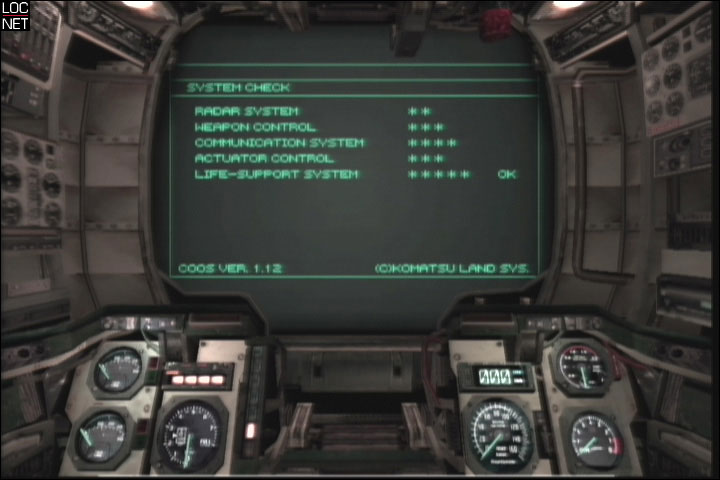 LOC
NET
SYSTEM CHECK
RADAR SYSTEM **
WEAPON CONTROL ***
COMMUNICATION SYSTEM ****
ACTUATOR CONTROL ***
LIFE-SUPPORT SYSTEM ***** OK
COOS VER. 1.12 (C)KOMATSU LAND SYS.